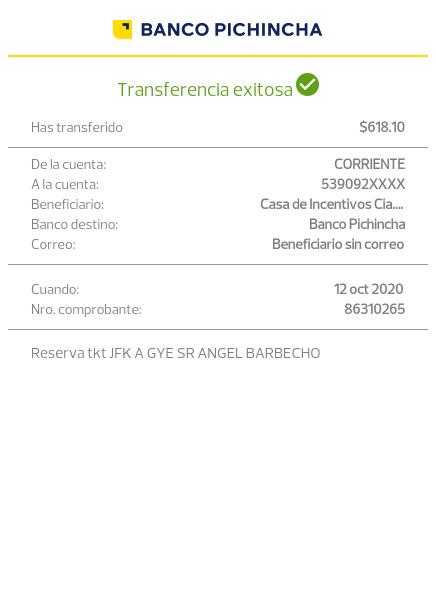 BANCO PICHINCHA
Transferencia exitosa
Has transferido $618.10
De la cuenta: CORRIENTE
A la cuenta: 539092XXXX
Beneficiario: Casa de Incentivos Cia....
Banco destino: Banco Pichincha
Correo: Beneficiario sin correo
Cuando: 12 oct 2020
Nro. comprobante: 86310265
Reserva tkt JFK A GYE SR ANGEL BARBECHO